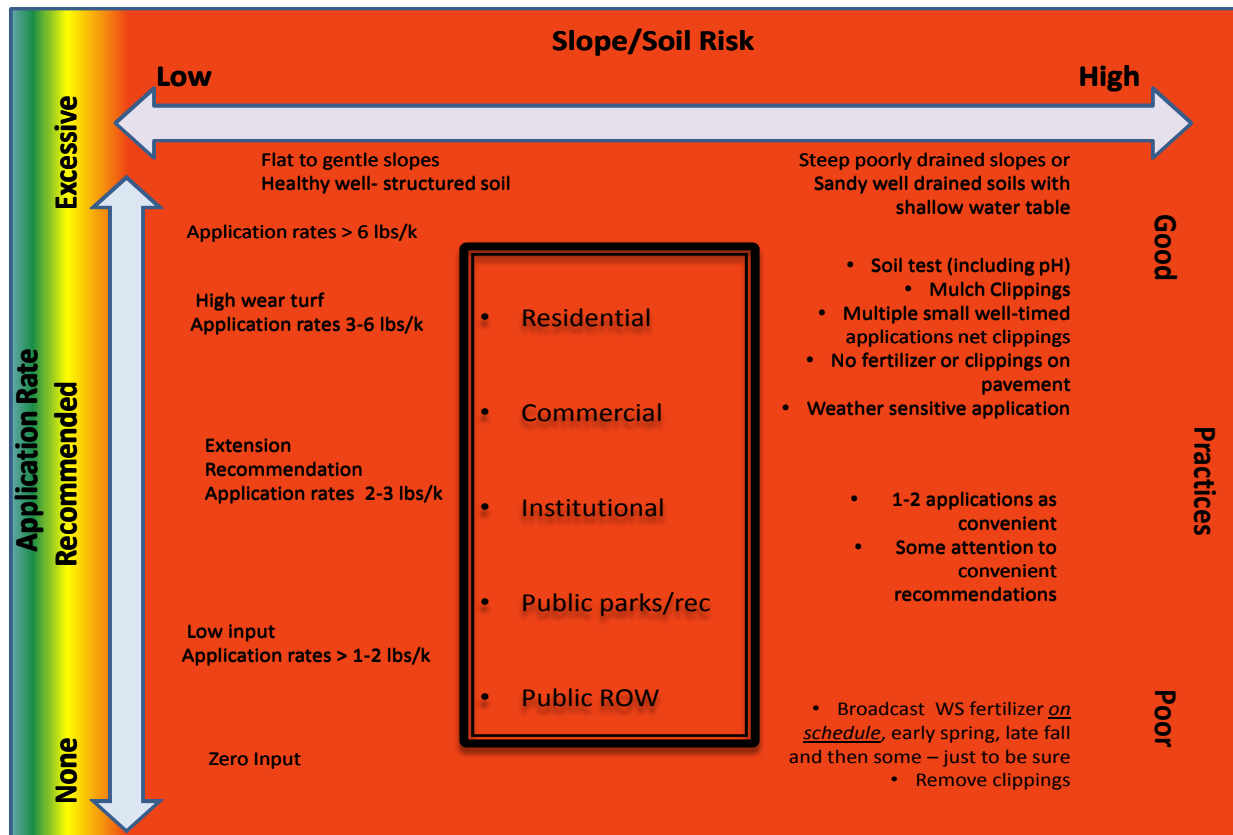 Slope/Soil Risk
Low
High
Flat to gentle slopes
Healthy well- structured soil
Steep poorly drained slopes or
Sandy well drained soils with
shallow water table
Application Rate
Excessive
Recommended
None
Application rates > 6 lbs/k
High wear turf
Application rates 3-6 lbs/k
Extension
Recommendation
Application rates  2-3 lbs/k
Low input
Application rates > 1-2 lbs/k
Zero Input
• Residential
• Commercial
• Institutional
• Public parks/rec
• Public ROW
• Soil test (including pH)
• Mulch Clippings
• Multiple small well-timed
applications net clippings
• No fertilizer or clippings on
pavement
• Weather sensitive application
• 1-2 applications as
convenient
• Some attention to
convenient
recommendations
• Broadcast  WS fertilizer on
schedule, early spring, late fall
and then some – just to be sure
• Remove clippings
Good
Practices
Poor